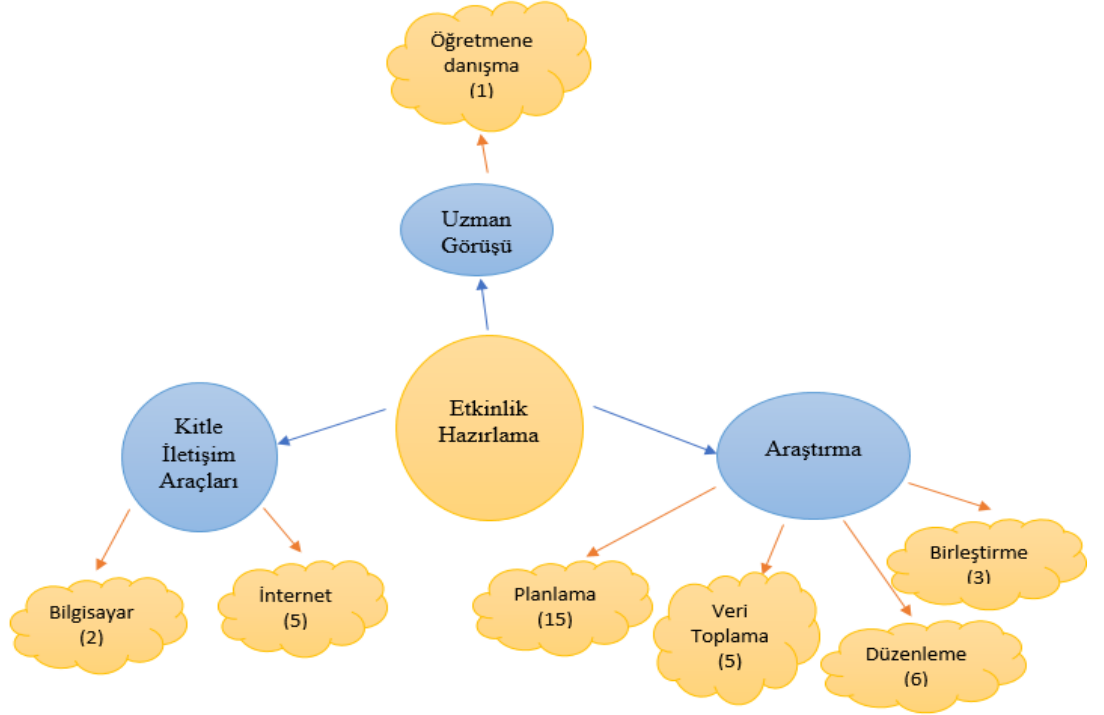 Öğretmene
danışma
(1)
Uzman
Görüşü
Etkinlik
Hazırlama
Kitle
İletişim
Araçları
Araştırma
Bilgisayar
(2)
İnternet
(5)
Planlama
(15)
Veri
Toplama
(5)
Düzenleme
(6)
Birleştirme
(3)